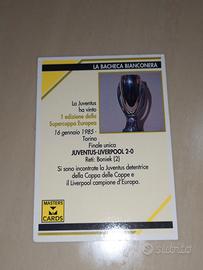 LA BACHECA BIANCONERA
La Juventus
ha vinto
1 edizione della
Supercoppa Europea
16 gennaio 1985 -
Torino
Finale unica
JUVENTUS-LIVERPOOL 2-0
Reti: Boniek (2)
Si sono incontrate la Juventus detentrice
della Coppa delle Coppe e
il Liverpool campione d'Europa.
MASTERS
CARDS
subito